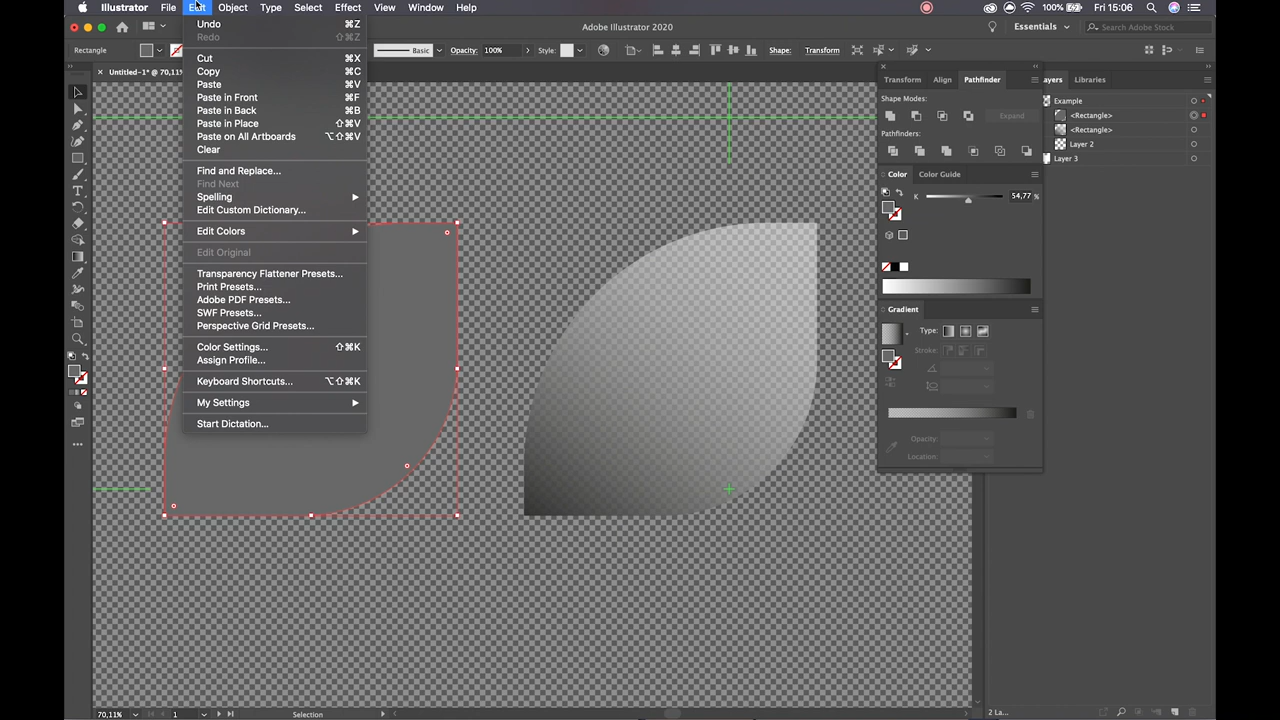 Illustrator File Edit Object Type Select Effect View Window Help 100% Fri 15:06
Adobe Illustrator 2020 Essentials Search Adobe Stock
Rectangle Basic Opacity: 100% Style: Shape: Transform
Untitled-1* @ 70,11%
Undo ⌘Z
Redo ⇧⌘Z
Cut ⌘X
Copy ⌘C
Paste ⌘V
Paste in Front ⌘F
Paste in Back ⌘B
Paste in Place ⇧⌘V
Paste on All Artboards ⌥⇧⌘V
Clear
Find and Replace...
Find Next
Spelling
Edit Custom Dictionary...
Edit Colors
Edit Original
Transparency Flattener Presets...
Print Presets...
Adobe PDF Presets...
SWF Presets...
Perspective Grid Presets...
Color Settings... ⇧⌘K
Assign Profile...
Keyboard Shortcuts... ⌥⇧⌘K
My Settings
Start Dictation...
Transform Align Pathfinder
Shape Modes:
Expand
Pathfinders:
Color Color Guide
K 54,77 %
Gradient
Type:
Stroke:
Opacity:
Location:
Libraries
Example
<Rectangle>
<Rectangle>
Layer 2
Layer 3
70,11% 1 Selection
2 La...